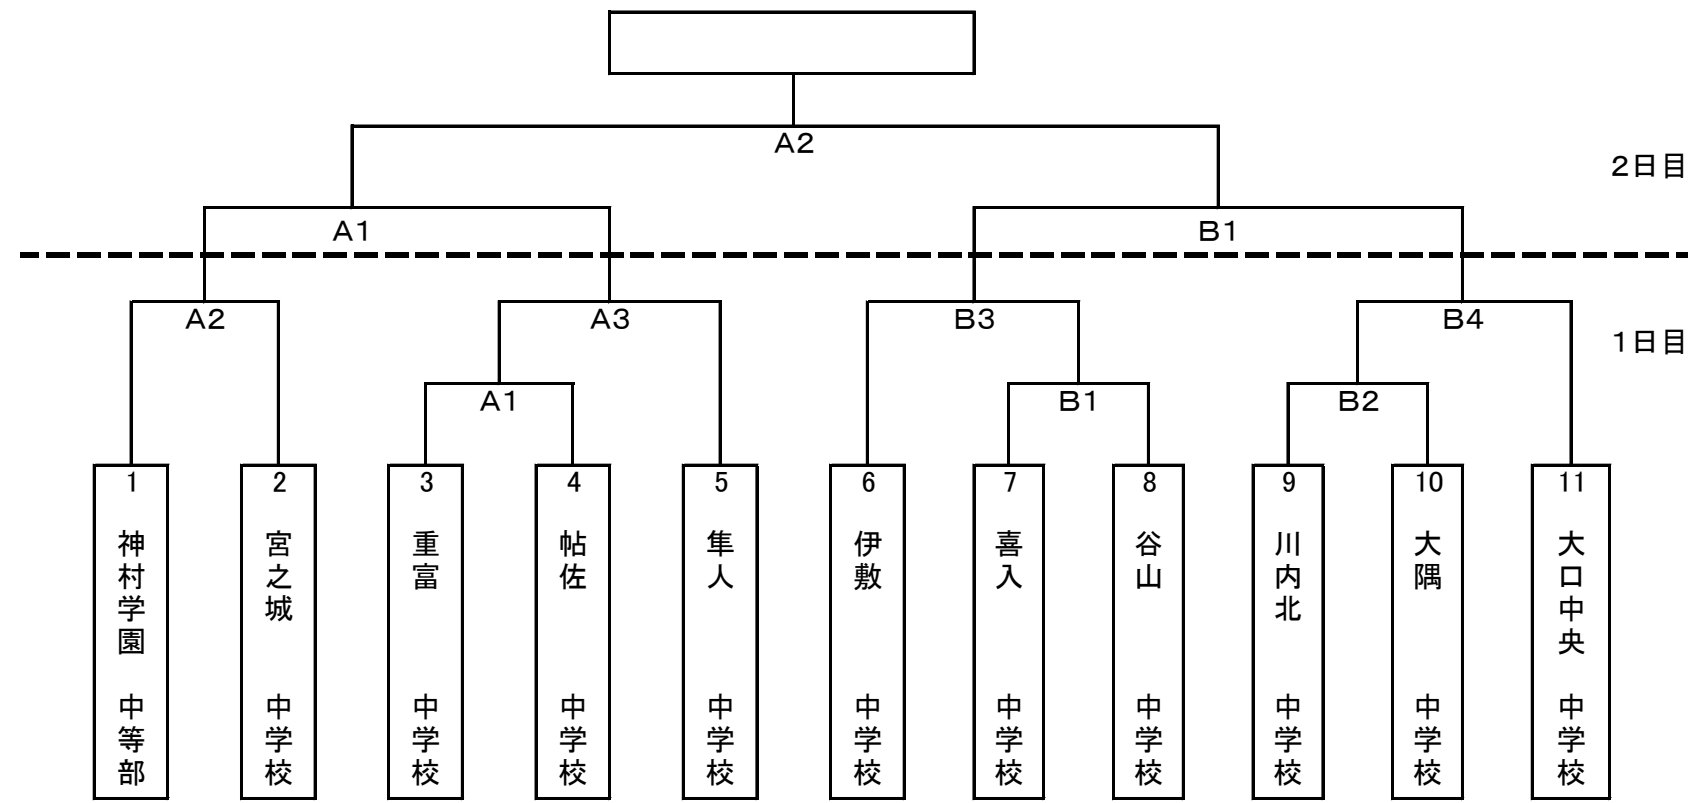 A2
2日目
A1
B1
A2
A3
B3
B4
1日目
A1
B1
B2
1
神村学園 中等部
2
宮之城 中学校
3
重富 中学校
4
帖佐 中学校
5
隼人 中学校
6
伊敷 中学校
7
喜入 中学校
8
谷山 中学校
9
川内北 中学校
10
大隅 中学校
11
大口中央 中学校